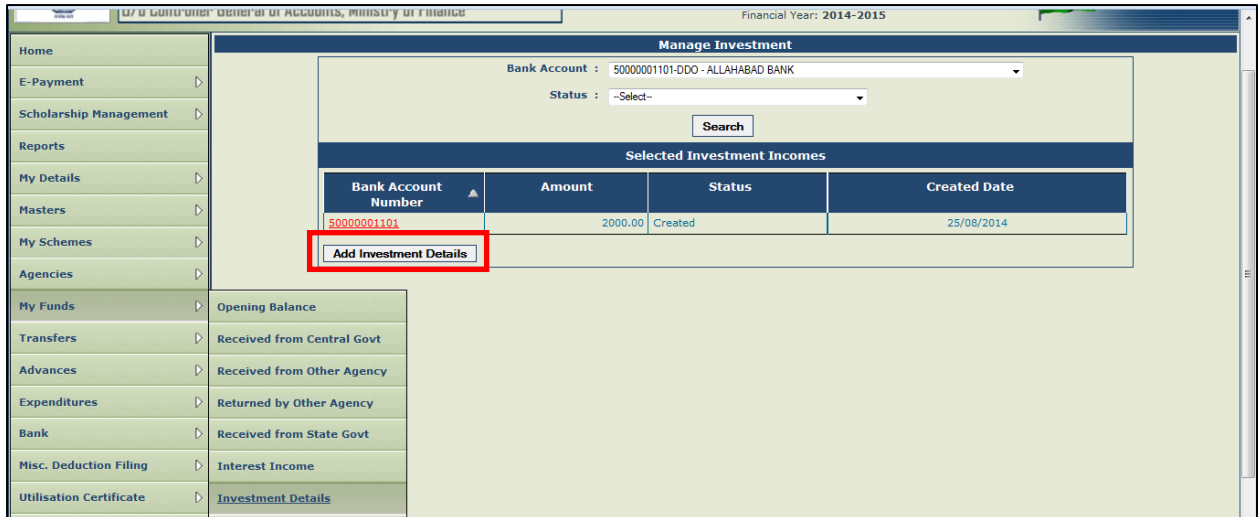 O/o Controller General of Accounts, Ministry of Finance
Financial Year: 2014-2015
Home
E-Payment
Scholarship Management
Reports
My Details
Masters
My Schemes
Agencies
My Funds
Transfers
Advances
Expenditures
Bank
Misc. Deduction Filing
Utilisation Certificate
Opening Balance
Received from Central Govt
Received from Other Agency
Returned by Other Agency
Received from State Govt
Interest Income
Investment Details
Manage Investment
Bank Account : 50000001101-DDO - ALLAHABAD BANK
Status : --Select--
Search
Selected Investment Incomes
Bank Account Amount Status Created Date
Number
50000001101 2000.00 Created 25/08/2014
Add Investment Details